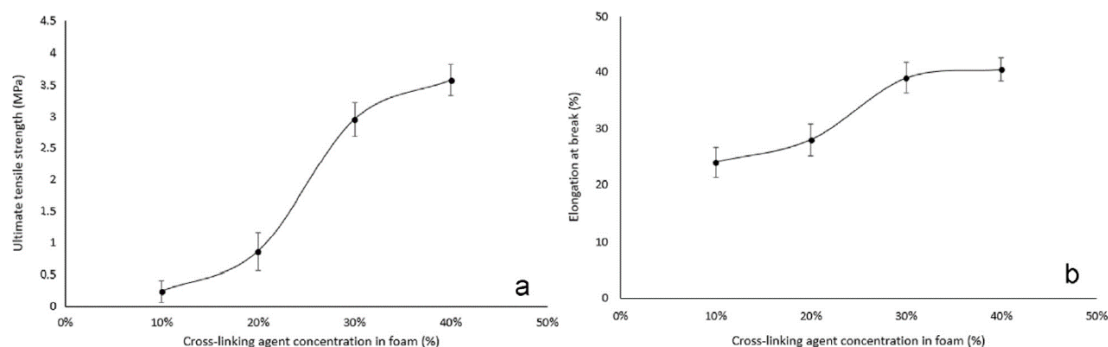 4.5
4
3.5
3
2.5
2
1.5
1
0.5
0
Ultimate tensile strength (MPa)
0% 10% 20% 30% 40% 50%
Cross-linking agent concentration in foam (%)
a
50
40
30
20
10
0
Elongation at break (%)
0% 10% 20% 30% 40% 50%
Cross-linking agent concentration in foam (%)
b